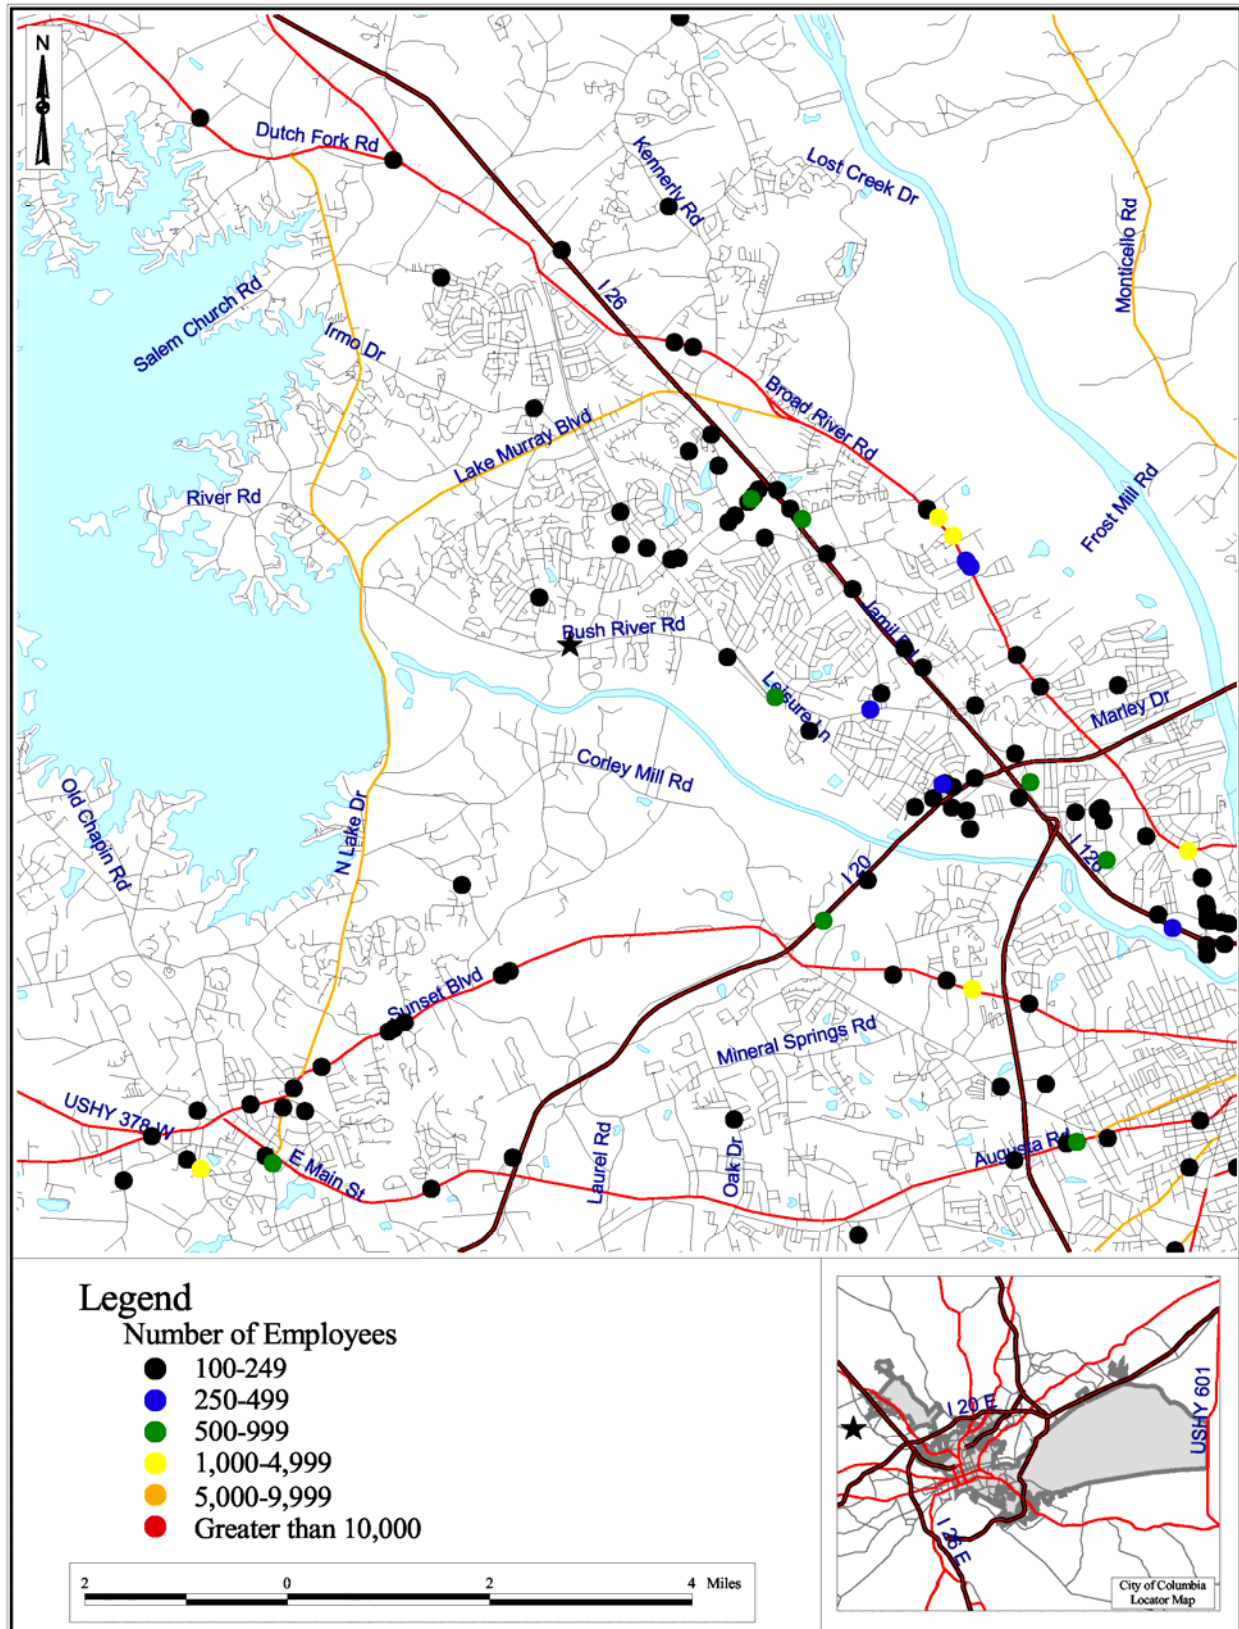 N
Dutch Fork Rd
Kennerly Rd
Lost Creek Dr
Monticello Rd
Salem Church Rd
I 26
Irmo Dr
Broad River Rd
Lake Murray Blvd
River Rd
Frost Mill Rd
Jamil Rd
Bush River Rd
Leisure Ln
Marley Dr
Corley Mill Rd
Old Chapin Rd
N Lake Dr
I 20
I 126
Sunset Blvd
Mineral Springs Rd
USHY 378 W
E Main St
Laurel Rd
Oak Dr
Augusta Rd
Legend
Number of Employees
100-249
250-499
500-999
1,000-4,999
5,000-9,999
Greater than 10,000
2 0 2 4 Miles
I 20 E
USHY 601
I 26 E
City of Columbia
Locator Map